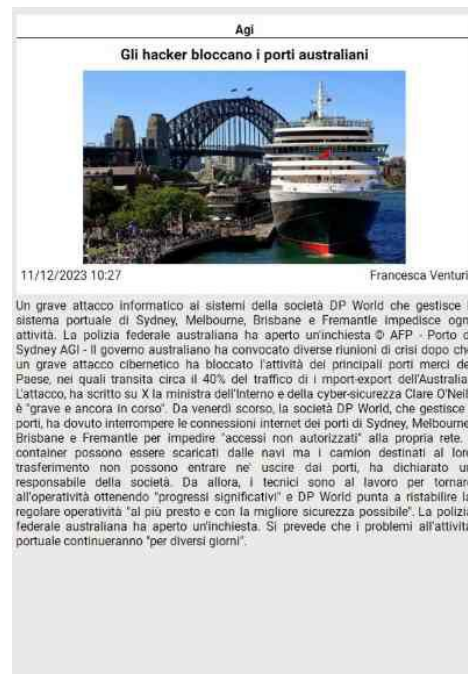 Agi
Gli hacker bloccano i porti australiani
11/12/2023 10:27
Francesca Venturi
Un grave attacco informatico ai sistemi della società DP World che gestisce
sistema portuale di Sydney, Melbourne, Brisbane e Fremantle impedisce ogn
attività. La polizia federale australiana ha aperto un'inchiesta © AFP - Porto d
Sydney AGI - Il governo australiano ha convocato diverse riunioni di crisi dopo che
un grave attacco cibernetico ha bloccato l'attività dei principali porti merci de
Paese, nei quali transita circa il 40% del traffico di i mport-export dell'Australia
L'attacco, ha scritto su X la ministra dell'Interno e della cyber-sicurezza Clare O'Neil
è "grave e ancora in corso". Da venerdì scorso, la società DP World, che gestisce
porti, ha dovuto interrompere le connessioni internet dei porti di Sydney, Melbourne
Brisbane e Fremantle per impedire "accessi non autorizzati" alla propria rete.
container possono essere scaricati dalle navi ma i camion destinati al loro
trasferimento non possono entrare ne' uscire dai porti, ha dichiarato un
responsabile della società. Da allora, i tecnici sono al lavoro per tornare
all'operatività ottenendo "progressi significativi" e DP World punta a ristabilire la
regolare operatività "al più presto e con la migliore sicurezza possibile". La polizia
federale australiana ha aperto un'inchiesta. Si prevede che i problemi all'attività
portuale continueranno "per diversi giorni".